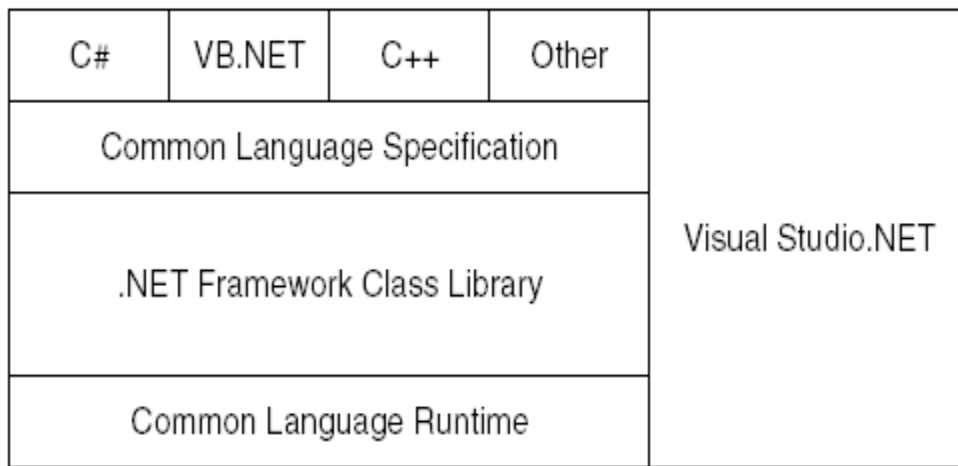 C#
VB.NET
C++
Other
Common Language Specification
.NET Framework Class Library
Common Language Runtime
Visual Studio.NET